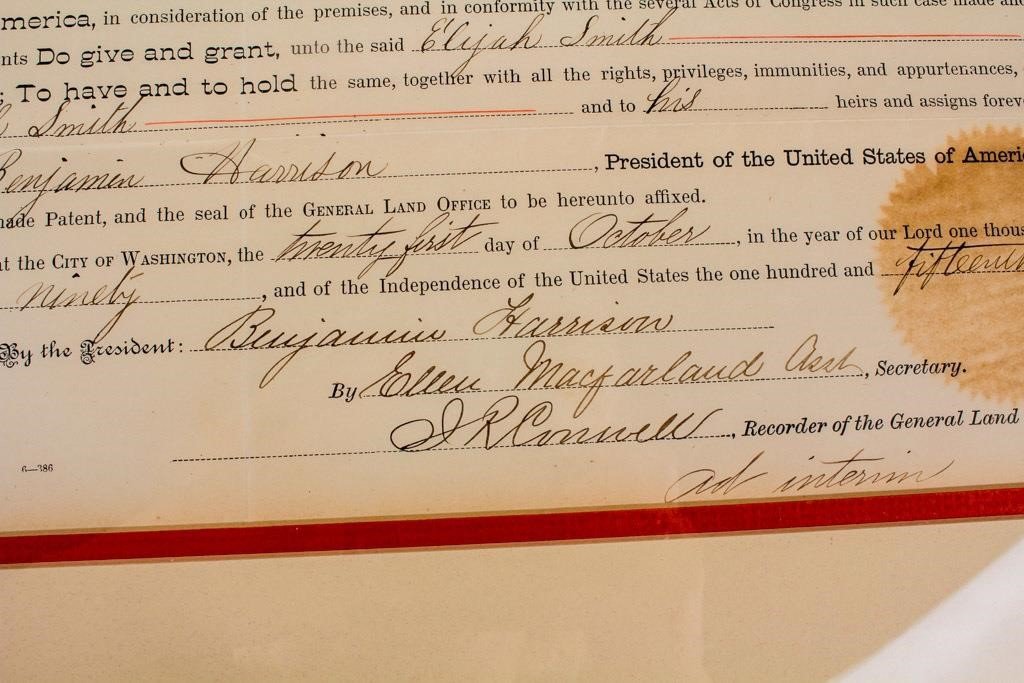 merica, in consideration of the premises, and in conformity with the several Acts of Congress in such case made and
nts Do give and grant, unto the said Elijah Smith
: To have and to hold the same, together with all the rights, privileges, immunities, and appurtenances,
Smith and to his heirs and assigns foreve
Benjamin Harrison, President of the United States of Americ
made Patent, and the seal of the GENERAL LAND OFFICE to be hereunto affixed.
at the CITY OF WASHINGTON, the twenty first day of October, in the year of our Lord one thous
ninety, and of the Independence of the United States the one hundred and fifteenth
By the President: Benjamin Harrison
By Ellen Macfarland Asst, Secretary.
I R Conwell, Recorder of the General Land
ad interim
6—386